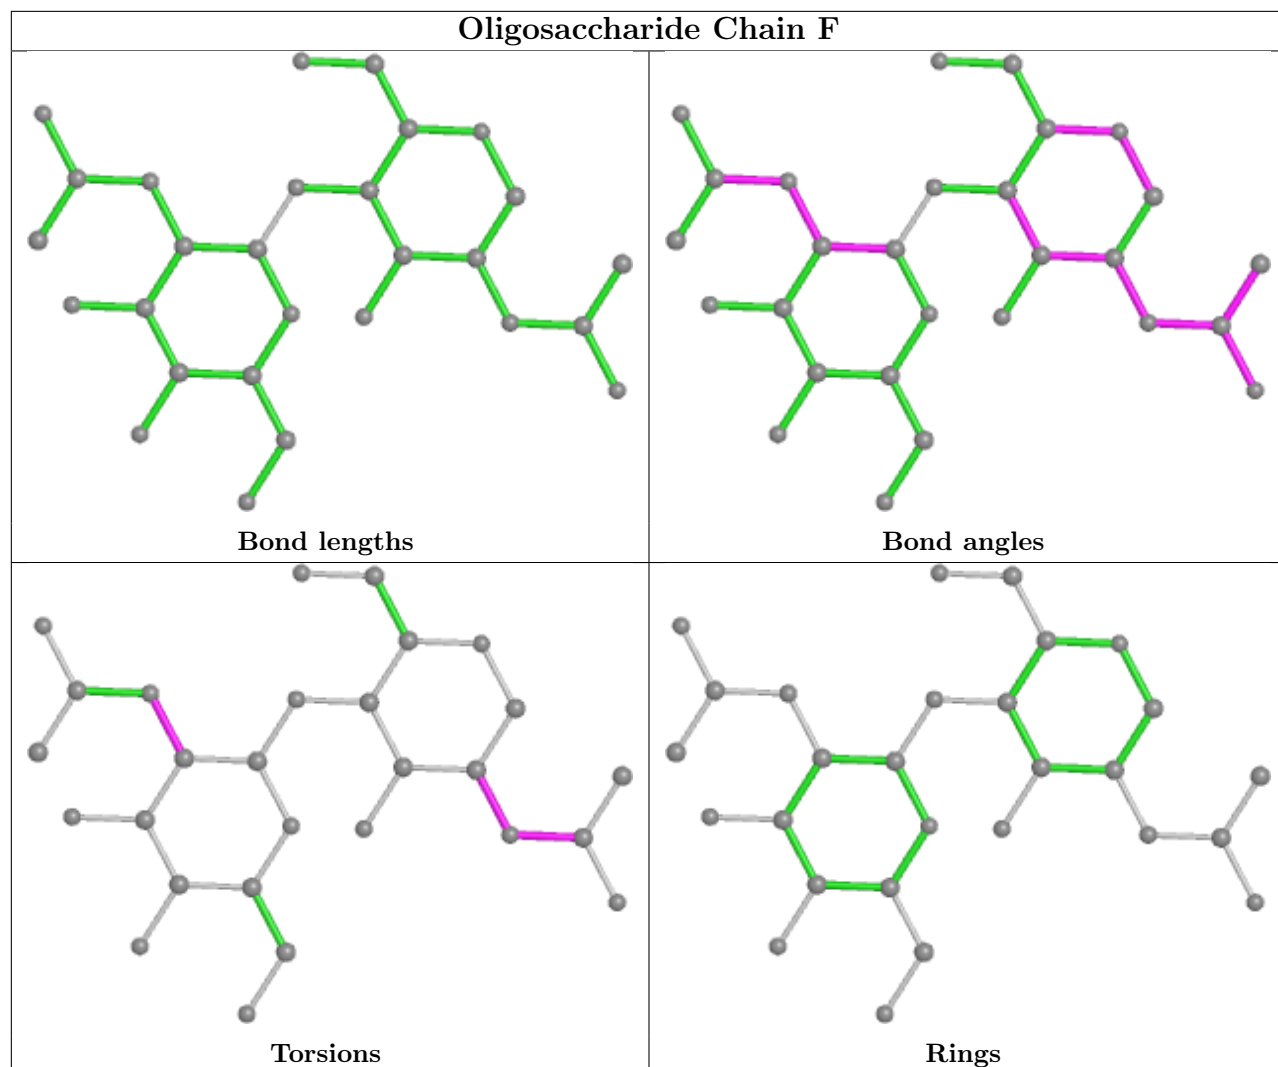 Oligosaccharide Chain F
Bond lengths
Bond angles
Torsions
Rings